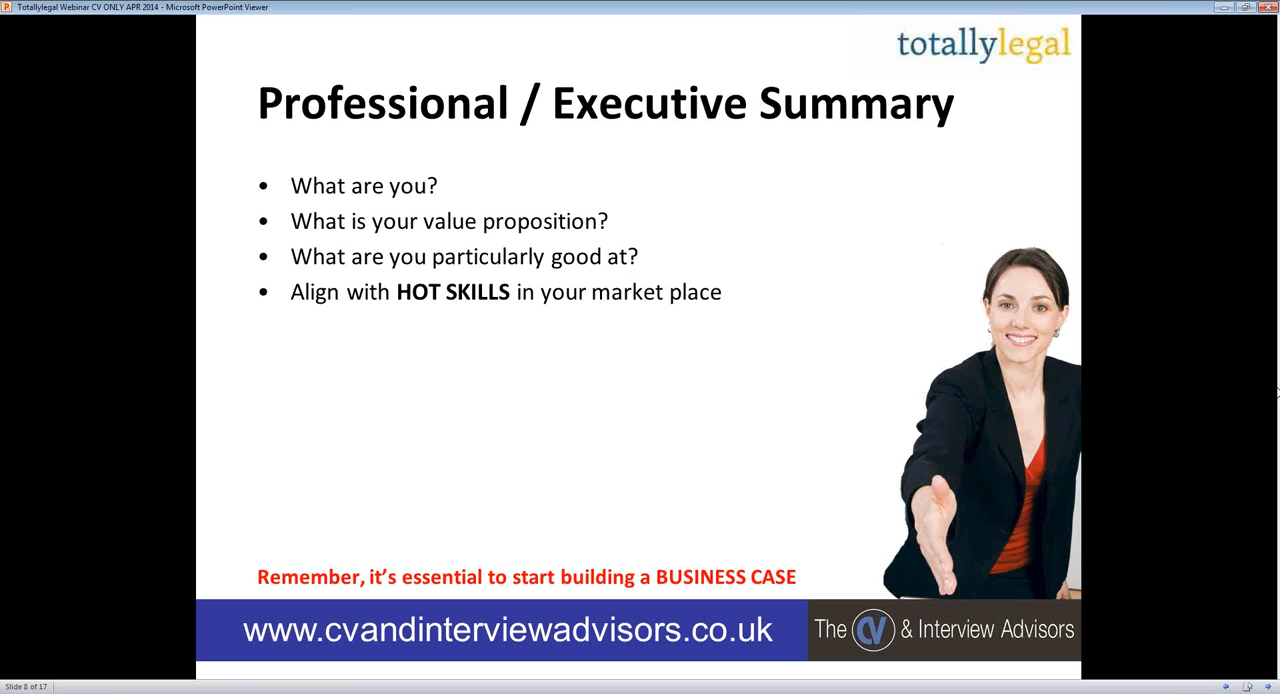 Totallylegal Webinar CV ONLY APR 2014 - Microsoft PowerPoint Viewer
totallylegal
Professional / Executive Summary
• What are you?
• What is your value proposition?
• What are you particularly good at?
• Align with HOT SKILLS in your market place
Remember, it’s essential to start building a BUSINESS CASE
www.cvandinterviewadvisors.co.uk
The CV & Interview Advisors
Slide 8 of 17